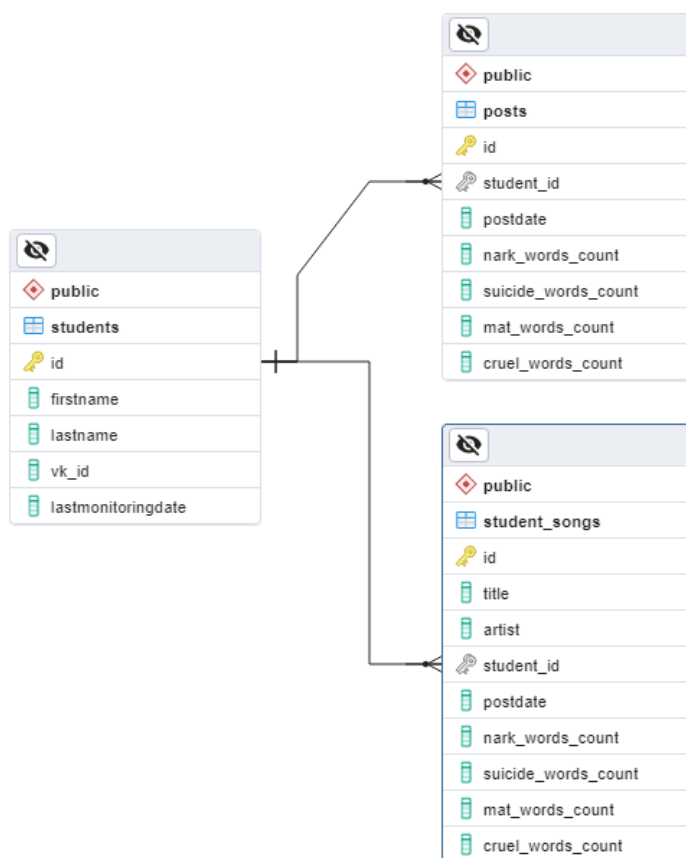 public
students
id
firstname
lastname
vk_id
lastmonitoringdate
public
posts
id
student_id
postdate
nark_words_count
suicide_words_count
mat_words_count
cruel_words_count
public
student_songs
id
title
artist
student_id
postdate
nark_words_count
suicide_words_count
mat_words_count
cruel_words_count